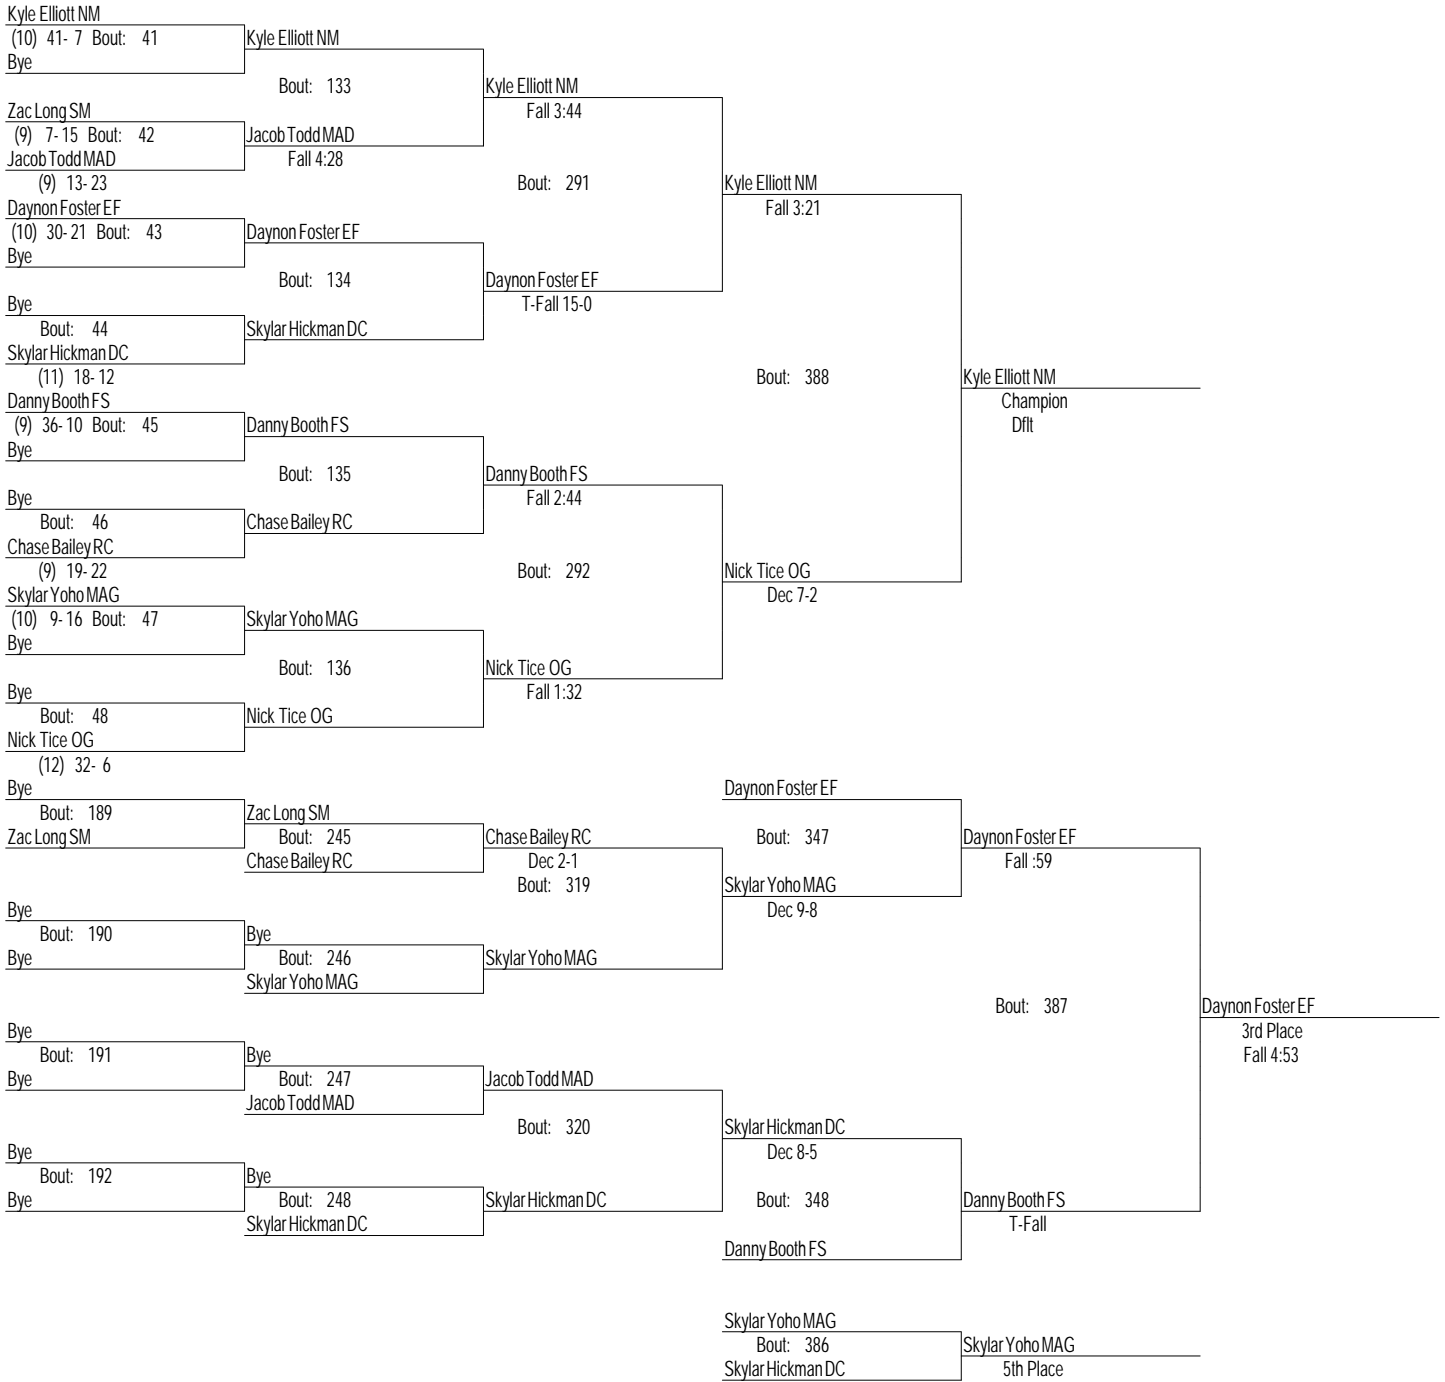 Kyle Elliott NM
(10) 41- 7 Bout: 41
Bye
Kyle Elliott NM
Bout: 133
Zac Long SM
(9) 7- 15 Bout: 42
Jacob Todd MAD
(9) 13- 23
Jacob Todd MAD
Fall 4:28
Kyle Elliott NM
Fall 3:44
Bout: 291
Daynon Foster EF
(10) 30- 21 Bout: 43
Bye
Daynon Foster EF
Bout: 134
Bye
Bout: 44
Skylar Hickman DC
(11) 18- 12
Skylar Hickman DC
Daynon Foster EF
T-Fall 15-0
Kyle Elliott NM
Fall 3:21
Bout: 388
Danny Booth FS
(9) 36- 10 Bout: 45
Bye
Danny Booth FS
Bout: 135
Bye
Bout: 46
Chase Bailey RC
(9) 19- 22
Chase Bailey RC
Danny Booth FS
Fall 2:44
Bout: 292
Skylar Yoho MAG
(10) 9- 16 Bout: 47
Bye
Skylar Yoho MAG
Bout: 136
Bye
Bout: 48
Nick Tice OG
(12) 32- 6
Nick Tice OG
Nick Tice OG
Fall 1:32
Nick Tice OG
Dec 7-2
Kyle Elliott NM
Champion
Dflt
Bye
Bout: 189
Zac Long SM
Zac Long SM
Bout: 245
Chase Bailey RC
Chase Bailey RC
Dec 2-1
Bout: 319
Bye
Bout: 190
Bye
Bye
Bout: 246
Skylar Yoho MAG
Skylar Yoho MAG
Daynon Foster EF
Bout: 347
Skylar Yoho MAG
Dec 9-8
Daynon Foster EF
Fall :59
Bout: 387
Bye
Bout: 191
Bye
Bye
Bout: 247
Jacob Todd MAD
Jacob Todd MAD
Bout: 320
Bye
Bout: 192
Bye
Bye
Bout: 248
Skylar Hickman DC
Skylar Hickman DC
Skylar Hickman DC
Dec 8-5
Bout: 348
Danny Booth FS
Danny Booth FS
T-Fall
Daynon Foster EF
3rd Place
Fall 4:53
Skylar Yoho MAG
Bout: 386
Skylar Hickman DC
Skylar Yoho MAG
5th Place